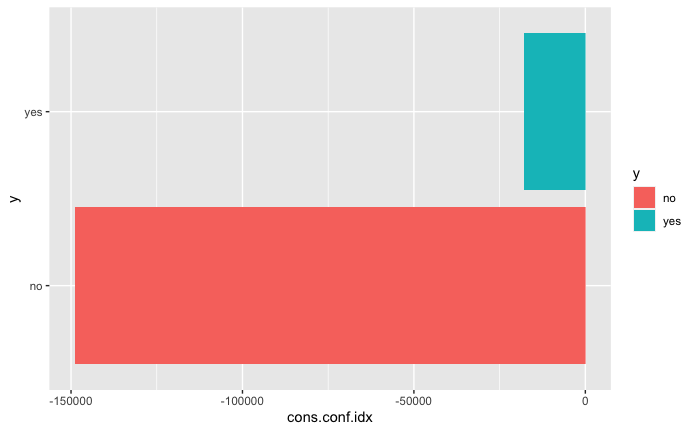 yes
no
y
-150000
-100000
-50000
0
cons.conf.idx
y
no
yes